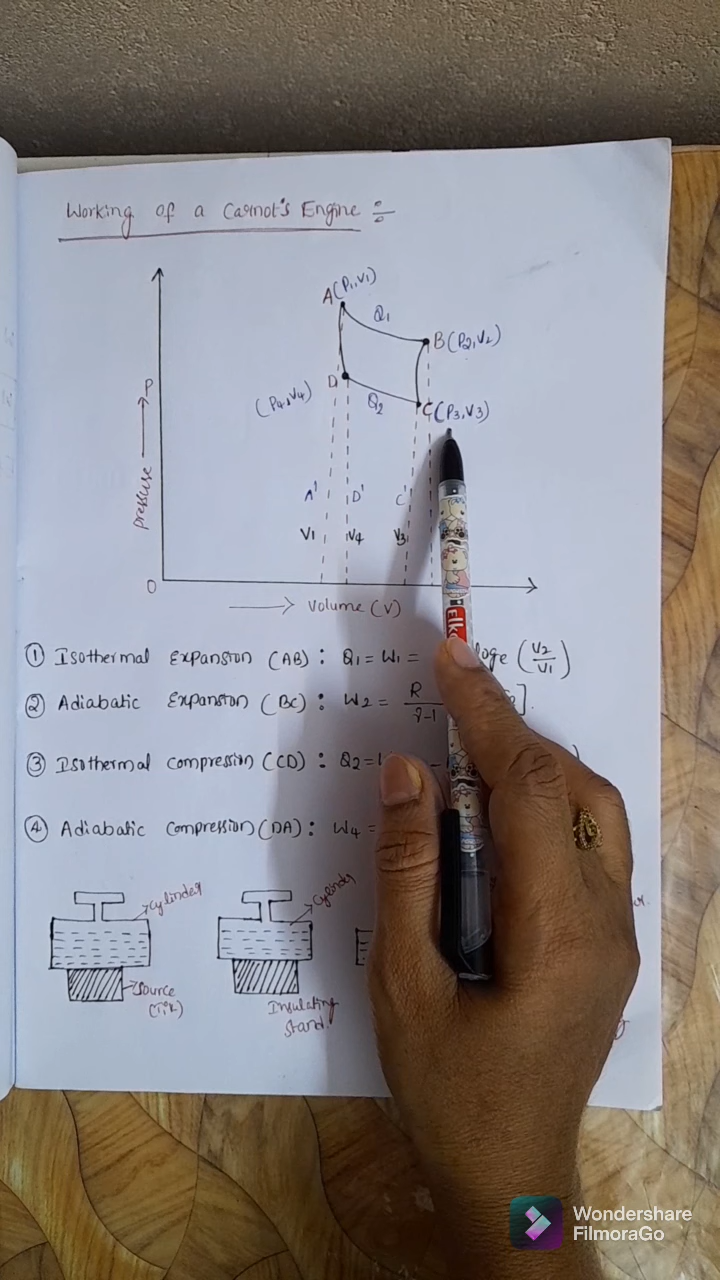 Working of a Carnot's Engine ÷
A(P1,V1)
Q1
B(P2,V2)
D
(P4,V4)
Q2
C(P3,V3)
pressure → P
A' D' C'
V1 V4 V3
O
→ Volume (V)
① Isothermal Expansion (AB) : Q1 = W1 = loge (V2/V1)
② Adiabatic Expansion (BC) : W2 = R/γ-1 ].
③ Isothermal Compression (CD) : Q2 =
④ Adiabatic Compression (DA) : W4 =
Cylinder
Cylinder
Source
(T1°k)
Insulating
Stand.
elko
Wondershare
FilmoraGo